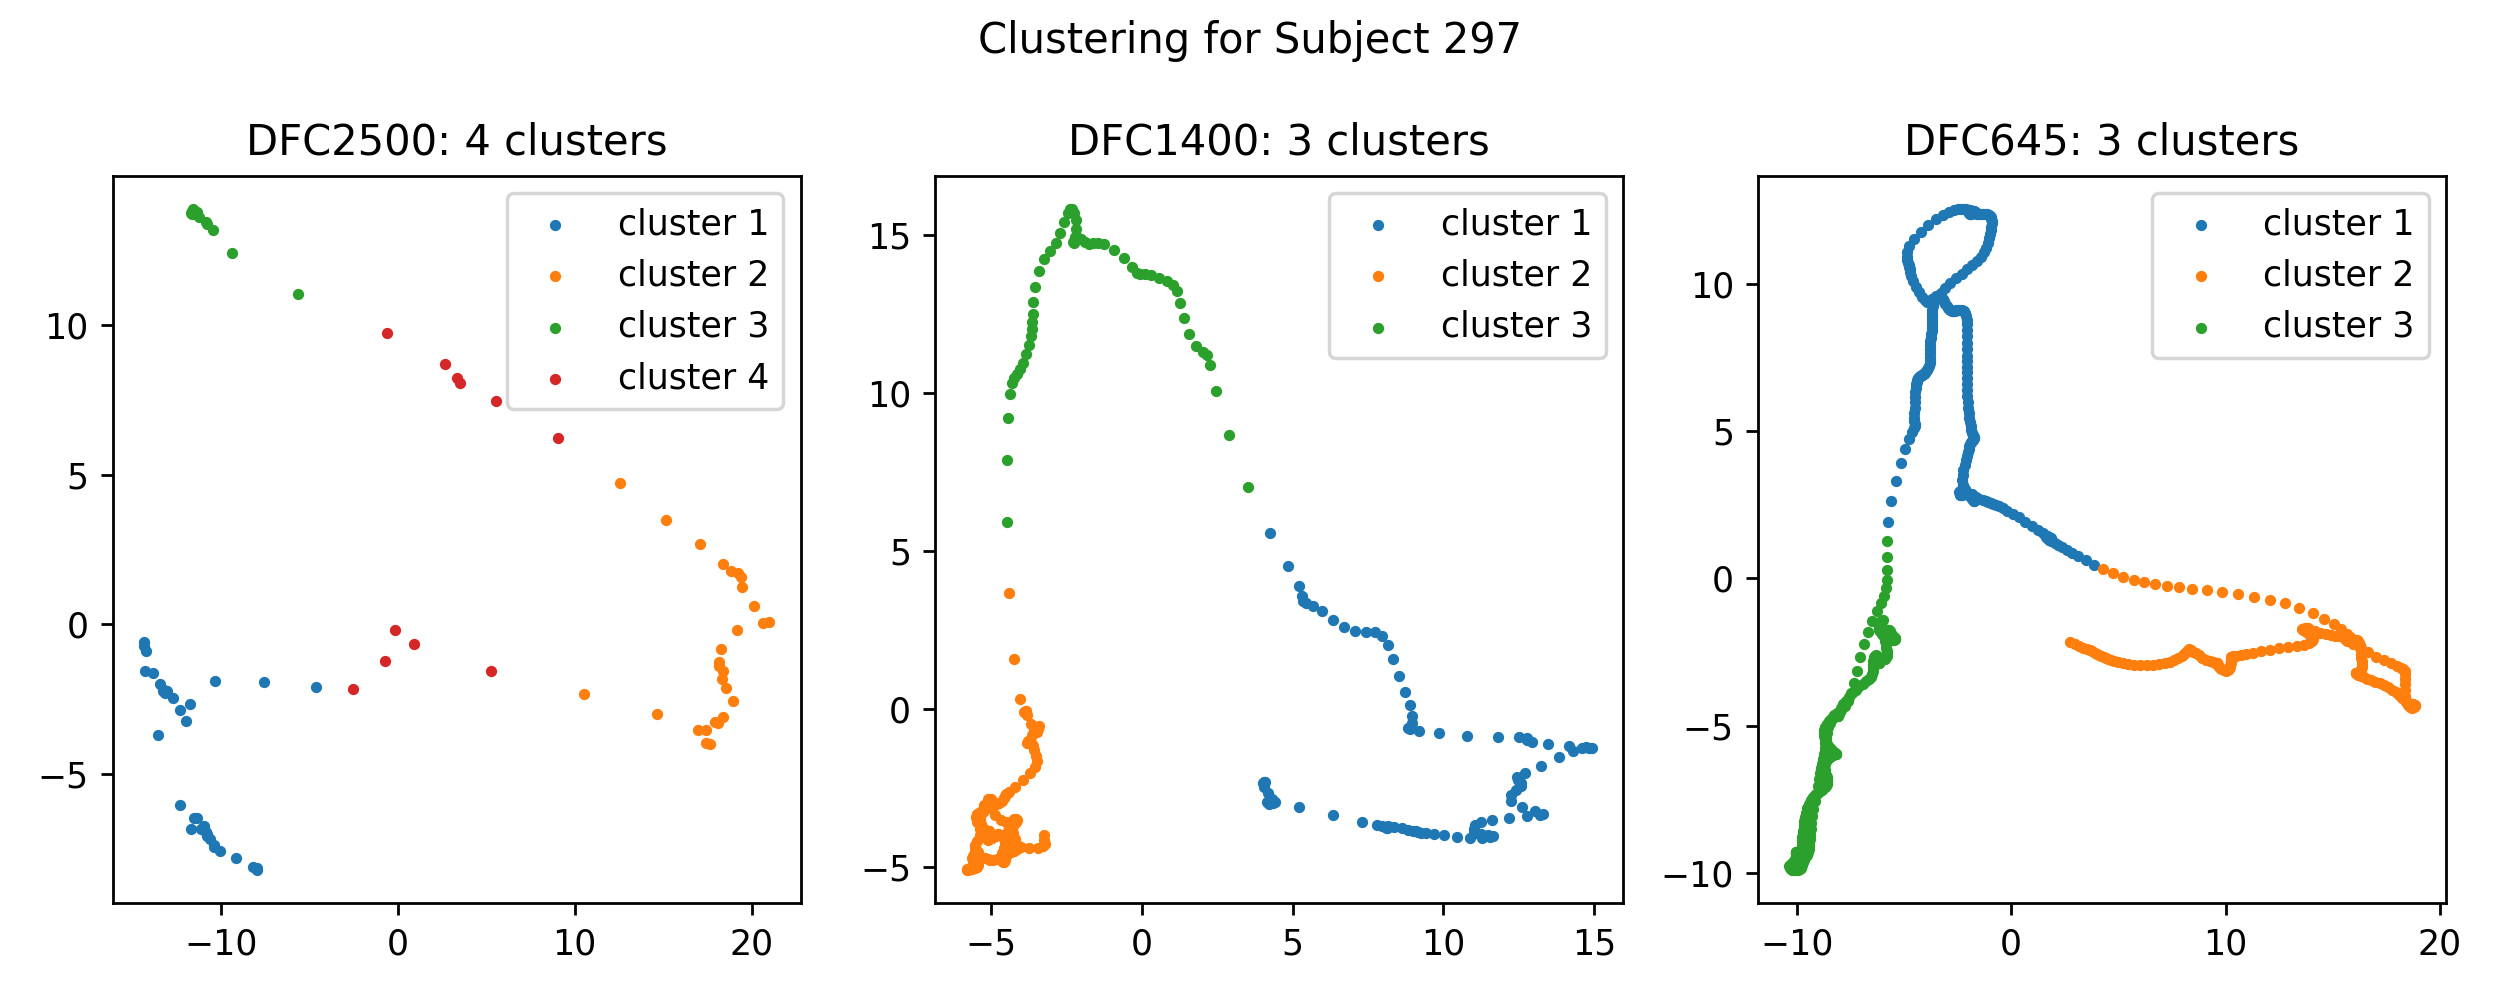 Clustering for Subject 297
DFC2500: 4 clusters
cluster 1
cluster 2
cluster 3
cluster 4
10
5
0
−5
−10
0
10
20
DFC1400: 3 clusters
cluster 1
cluster 2
cluster 3
15
10
5
0
−5
−5
0
5
10
15
DFC645: 3 clusters
cluster 1
cluster 2
cluster 3
10
5
0
−5
−10
−10
0
10
20